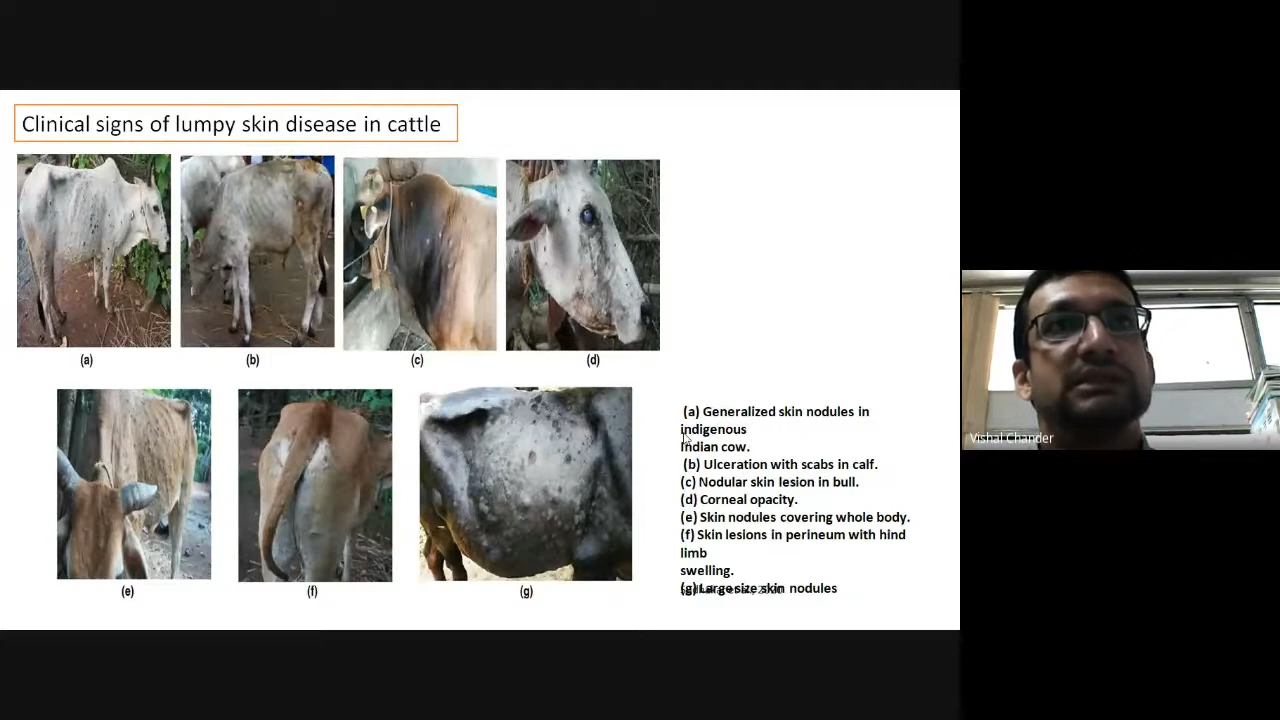 Clinical signs of lumpy skin disease in cattle
(a)
(b)
(c)
(d)
(e)
(f)
(g)
(a) Generalized skin nodules in
indigenous
Indian cow.
(b) Ulceration with scabs in calf.
(c) Nodular skin lesion in bull.
(d) Corneal opacity.
(e) Skin nodules covering whole body.
(f) Skin lesions in perineum with hind
limb
swelling.
(g) Large size skin nodules
Vishal Chander